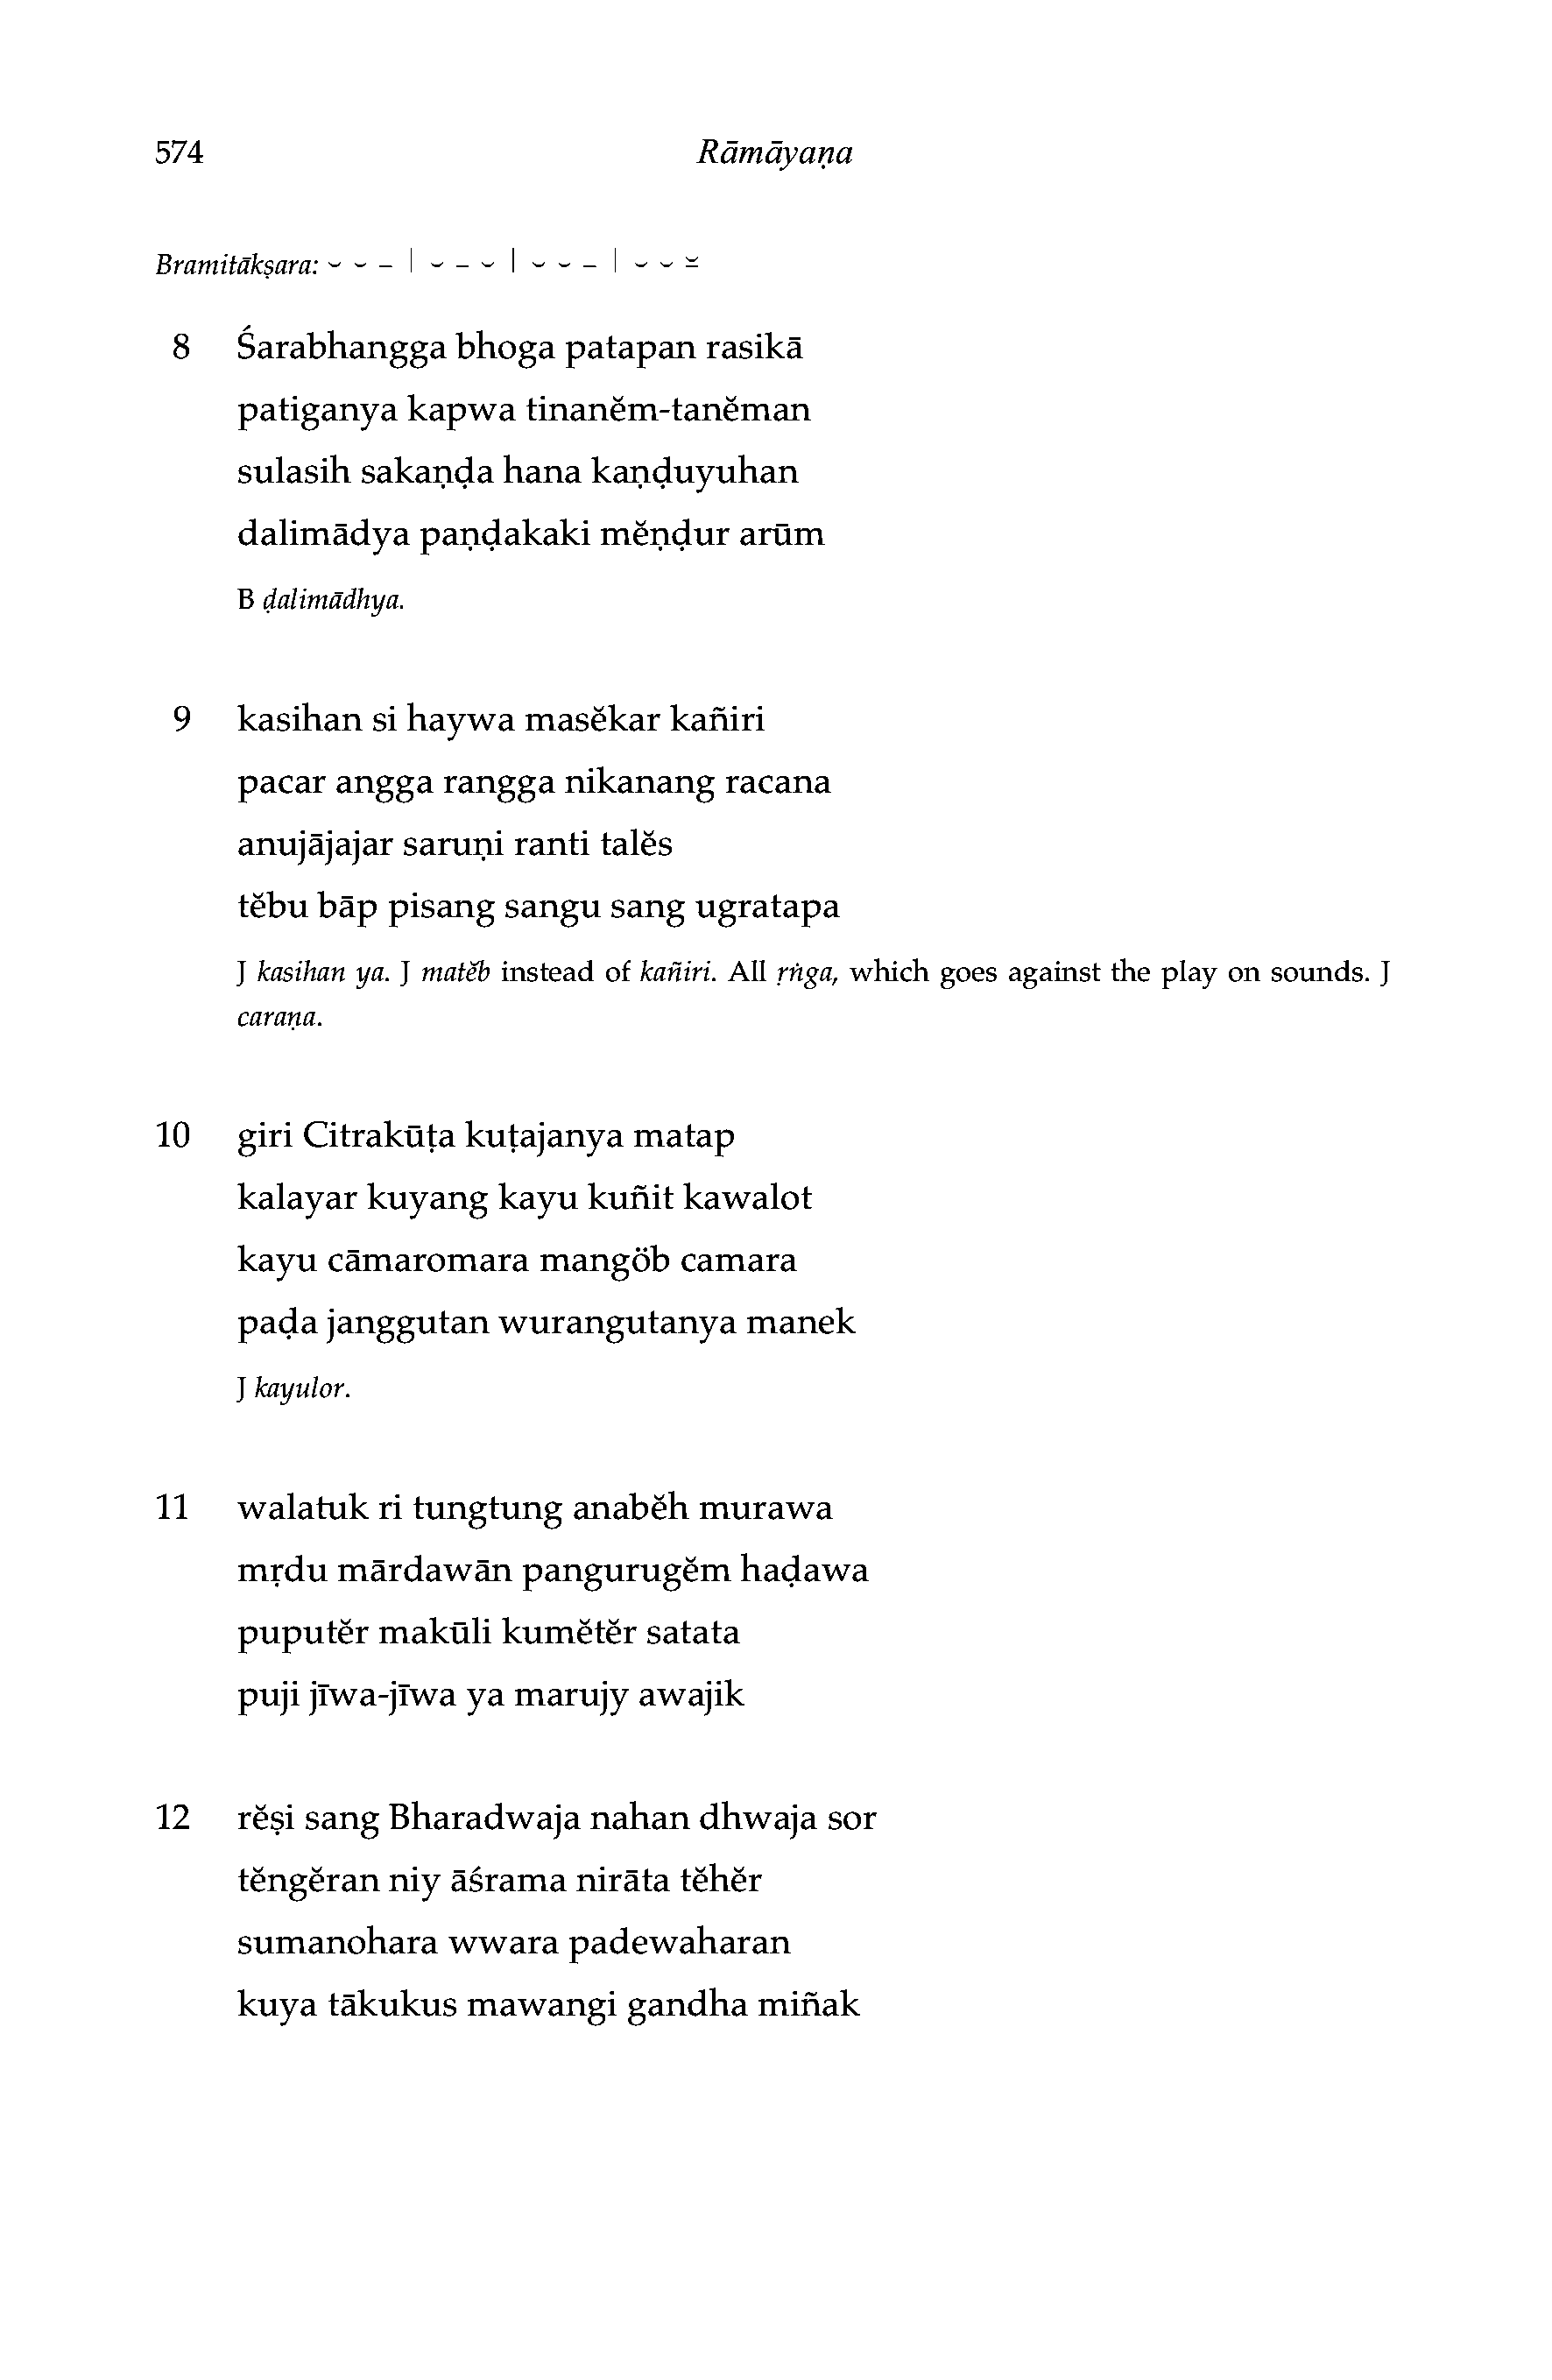 574 Rāmāyaṇa
Bramitākṣara: ⏑ ⏑ – | ⏑ – ⏑ | ⏑ ⏑ – | ⏑ ⏑ ⏓
8 Śarabhangga bhoga patapan rasikā
patiganya kapwa tinanĕm-tanĕman
sulasih sakaṇḍa hana kaṇḍuyuhan
dalimādya paṇḍakaki mĕṇḍur arūm
B ḍalimādhya.
9 kasihan si haywa masĕkar kañiri
pacar angga rangga nikanang racana
anujājajar saruṇi ranti talĕs
tĕbu bāp pisang sangu sang ugratapa
J kasihan ya. J matĕb instead of kañiri. All ṛṅga, which goes against the play on sounds. J
caraṇa.
10 giri Citrakūṭa kuṭajanya matap
kalayar kuyang kayu kuñit kawalot
kayu cāmaromara mangöb camara
paḍa janggutan wurangutanya manek
J kayulor.
11 walatuk ri tungtung anabĕh murawa
mṛdu mārdawān pangurugĕm haḍawa
puputĕr makūli kumĕtĕr satata
puji jīwa-jīwa ya marujy awajik
12 rĕṣi sang Bharadwaja nahan dhwaja sor
tĕngĕran niy āśrama nirāta tĕhĕr
sumanohara wwara padewaharan
kuya tākukus mawangi gandha miñak